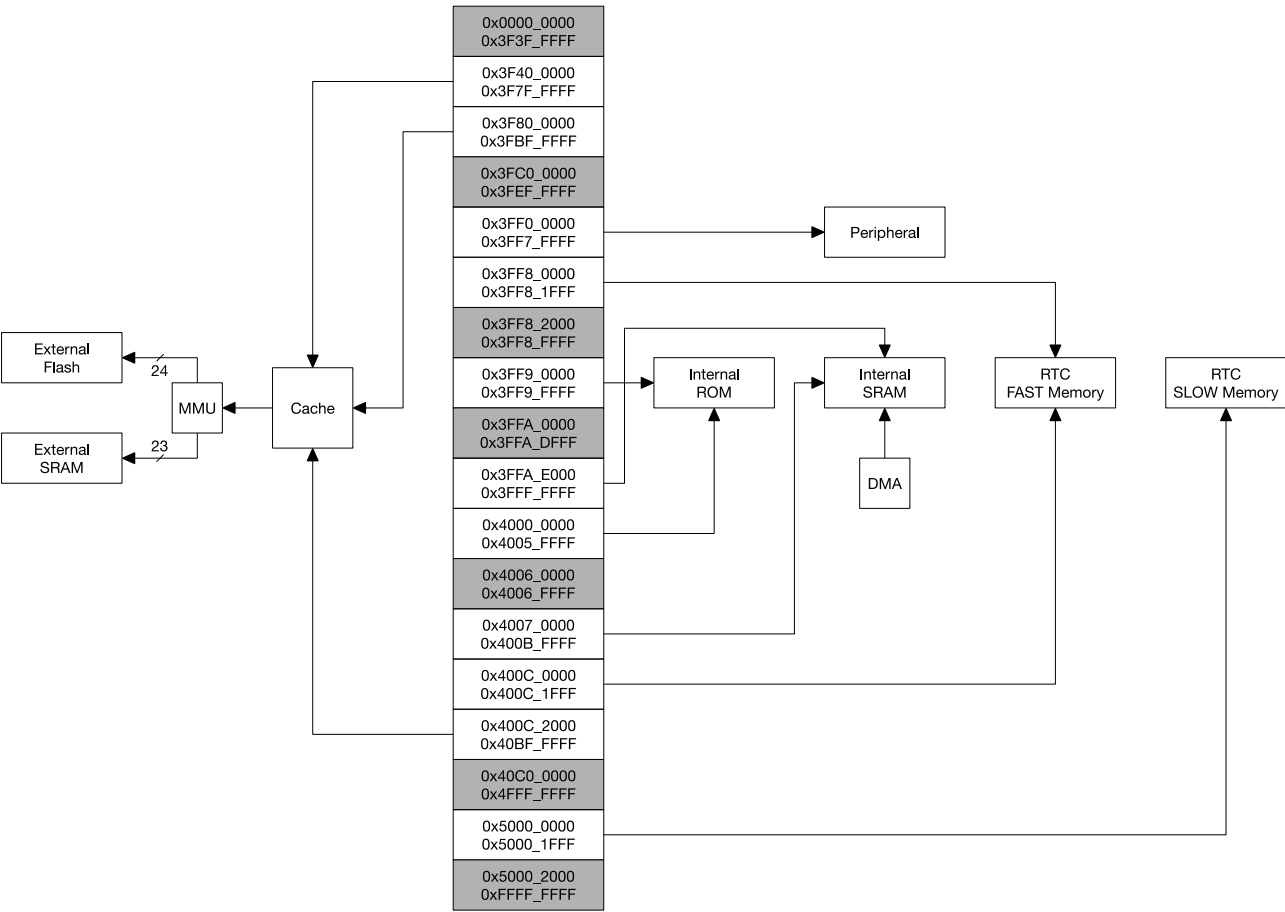 0x0000_0000
0x3F3F_FFFF
0x3F40_0000
0x3F7F_FFFF
0x3F80_0000
0x3FBF_FFFF
0x3FC0_0000
0x3FEF_FFFF
0x3FF0_0000
0x3FF7_FFFF
Peripheral
0x3FF8_0000
0x3FF8_1FFF
0x3FF8_2000
0x3FF8_FFFF
External
Flash
24
MMU
Cache
External
SRAM
23
0x3FF9_0000
0x3FF9_FFFF
Internal
ROM
Internal
SRAM
RTC
FAST Memory
RTC
SLOW Memory
0x3FFA_0000
0x3FFA_DFFF
0x3FFA_E000
0x3FFF_FFFF
DMA
0x4000_0000
0x4005_FFFF
0x4006_0000
0x4006_FFFF
0x4007_0000
0x400B_FFFF
0x400C_0000
0x400C_1FFF
0x400C_2000
0x40BF_FFFF
0x40C0_0000
0x4FFF_FFFF
0x5000_0000
0x5000_1FFF
0x5000_2000
0xFFFF_FFFF